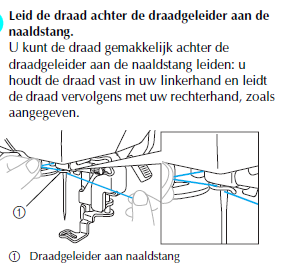 Leid de draad achter de draadgeleider aan de
naaldstang.
U kunt de draad gemakkelijk achter de
draadgeleider aan de naaldstang leiden: u
houdt de draad vast in uw linkerhand en leidt
de draad vervolgens met uw rechterhand, zoals
aangegeven.
①
① Draadgeleider aan naaldstang